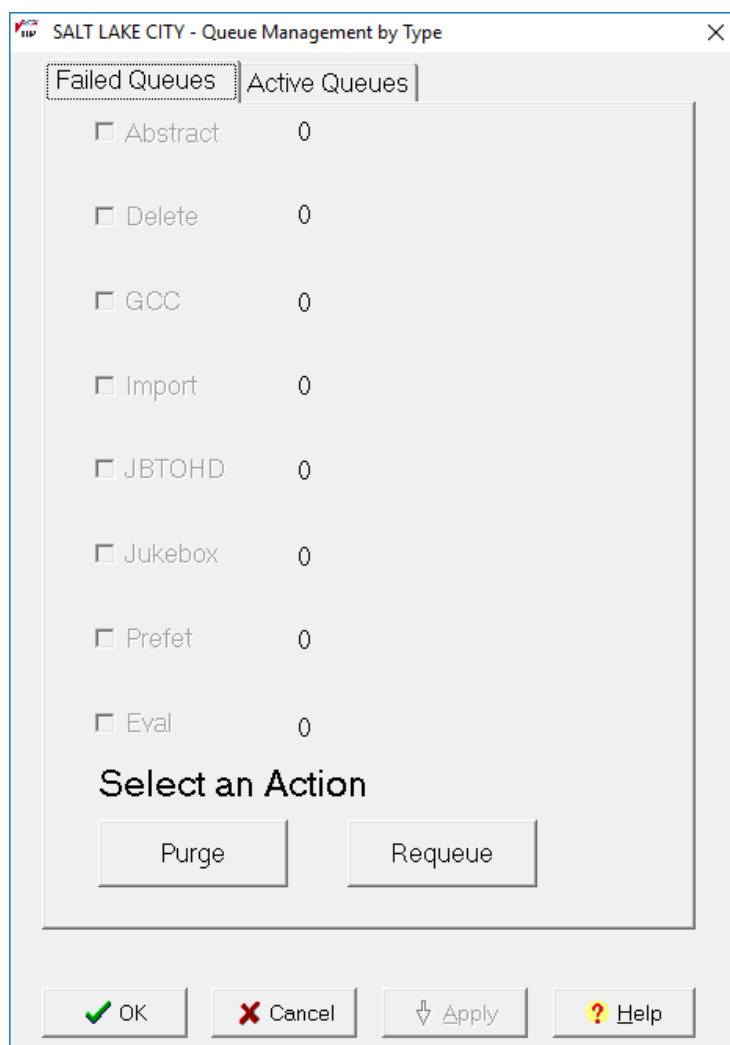 SALT LAKE CITY - Queue Management by Type
Failed Queues Active Queues
Abstract 0
Delete 0
GCC 0
Import 0
JBTOHD 0
Jukebox 0
Prefet 0
Eval 0
Select an Action
Purge Requeue
OK Cancel Apply Help